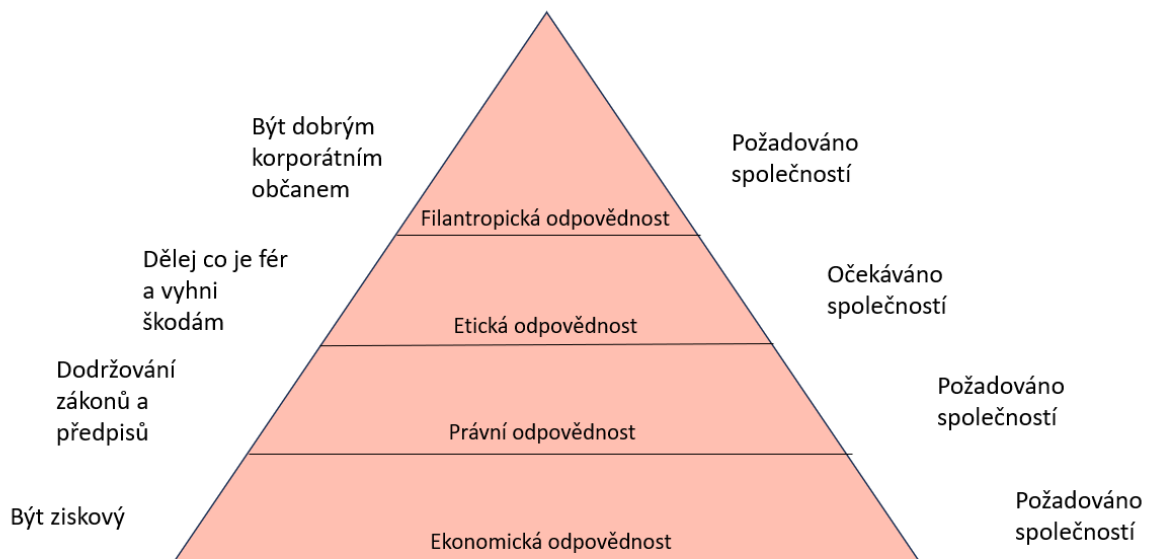 Být dobrým
korporátním
občanem
Požadováno
společností
Filantropická odpovědnost
Dělej co je fér
a vyhni
škodám
Očekáváno
společností
Etická odpovědnost
Dodržování
zákonů a
předpisů
Požadováno
společností
Právní odpovědnost
Být ziskový
Požadováno
společností
Ekonomická odpovědnost